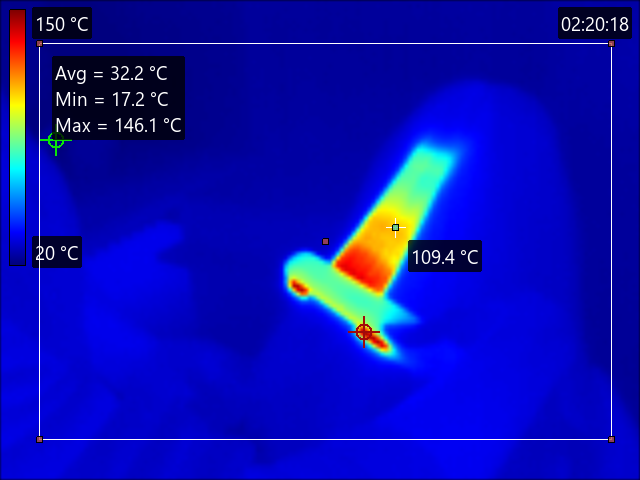 150 °C
02:20:18
Avg = 32.2 °C
Min = 17.2 °C
Max = 146.1 °C
20 °C
109.4 °C